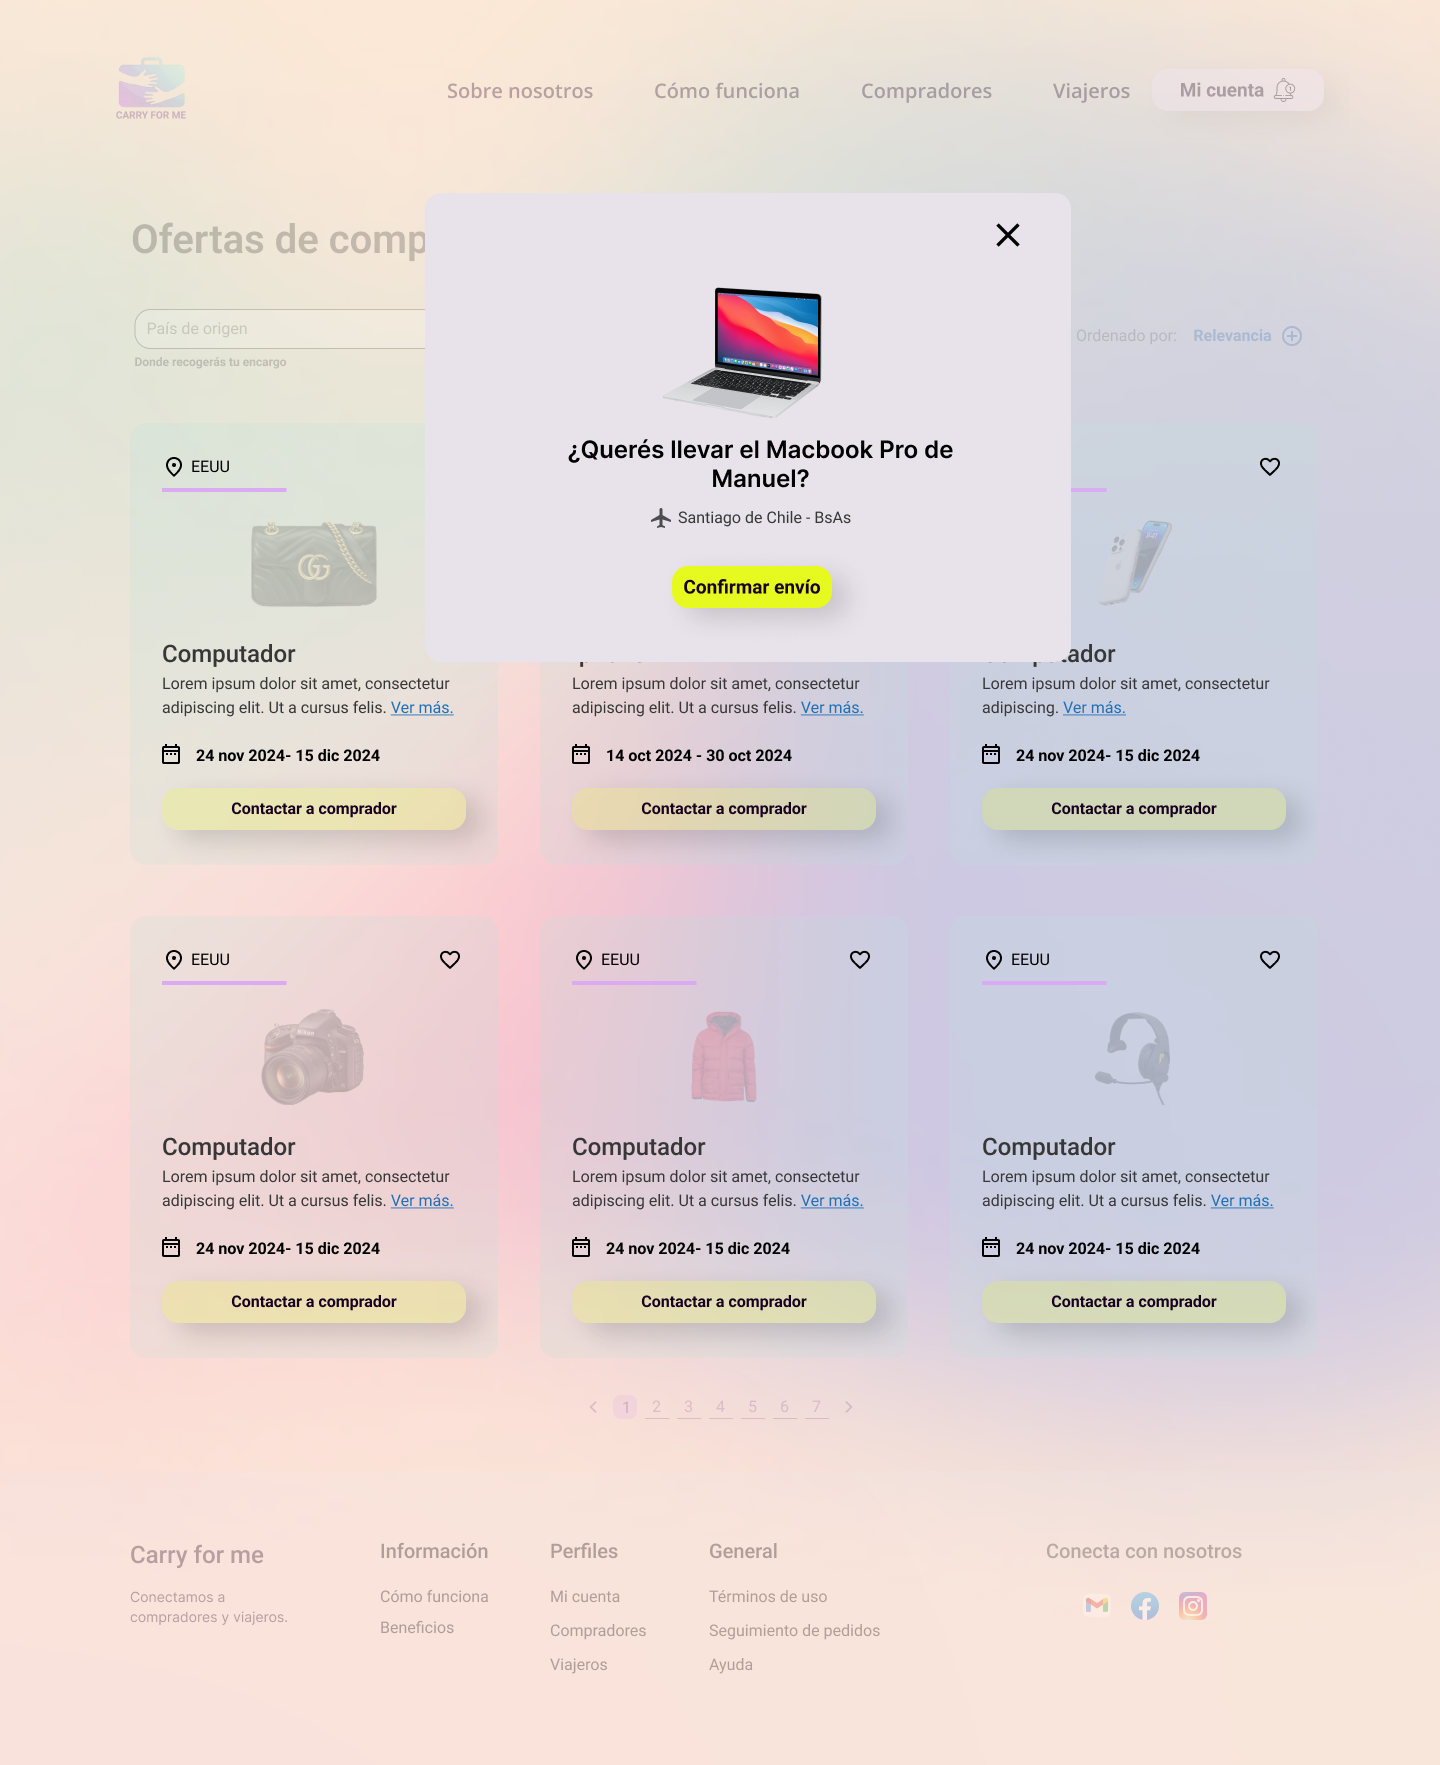 CARRY FOR ME
Sobre nosotros
Cómo funciona
Compradores
Viajeros
Mi cuenta
Ofertas de comp
País de origen
Donde recogerás tu encargo
Ordenado por: Relevancia
¿Querés llevar el Macbook Pro de
Manuel?
Santiago de Chile - BsAs
Confirmar envío
EEUU
Computador
Lorem ipsum dolor sit amet, consectetur
adipiscing elit. Ut a cursus felis. Ver más.
24 nov 2024- 15 dic 2024
Contactar a comprador
Lorem ipsum dolor sit amet, consectetur
adipiscing elit. Ut a cursus felis. Ver más.
14 oct 2024 - 30 oct 2024
Contactar a comprador
Lorem ipsum dolor sit amet, consectetur
adipiscing. Ver más.
24 nov 2024- 15 dic 2024
Contactar a comprador
EEUU
Nikon
Computador
Lorem ipsum dolor sit amet, consectetur
adipiscing elit. Ut a cursus felis. Ver más.
24 nov 2024- 15 dic 2024
Contactar a comprador
EEUU
Computador
Lorem ipsum dolor sit amet, consectetur
adipiscing elit. Ut a cursus felis. Ver más.
24 nov 2024- 15 dic 2024
Contactar a comprador
EEUU
Computador
Lorem ipsum dolor sit amet, consectetur
adipiscing elit. Ut a cursus felis. Ver más.
24 nov 2024- 15 dic 2024
Contactar a comprador
1 2 3 4 5 6 7
Carry for me
Conectamos a
compradores y viajeros.
Información
Cómo funciona
Beneficios
Perfiles
Mi cuenta
Compradores
Viajeros
General
Términos de uso
Seguimiento de pedidos
Ayuda
Conecta con nosotros